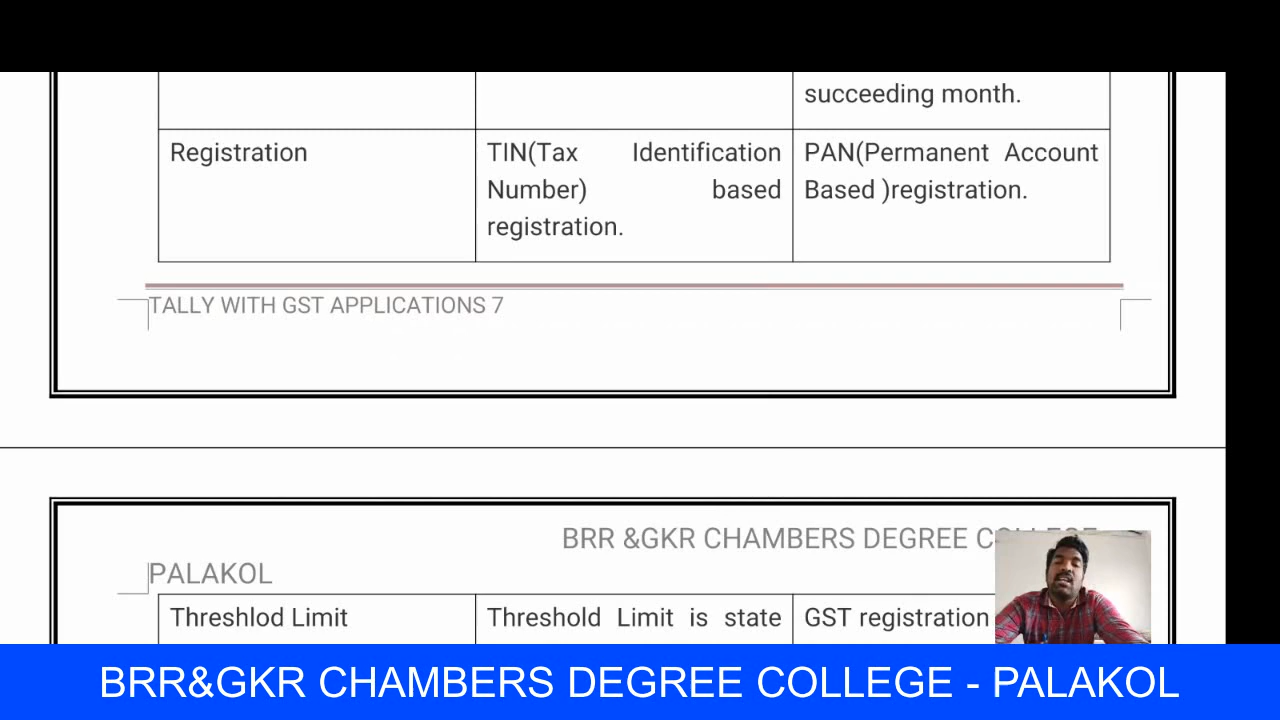 succeeding month.
Registration
TIN(Tax Identification
Number) based
registration.
PAN(Permanent Account
Based )registration.
TALLY WITH GST APPLICATIONS 7
BRR &GKR CHAMBERS DEGREE COLLEGE
PALAKOL
Threshlod Limit
Threshold Limit is state
GST registration
BRR&GKR CHAMBERS DEGREE COLLEGE - PALAKOL